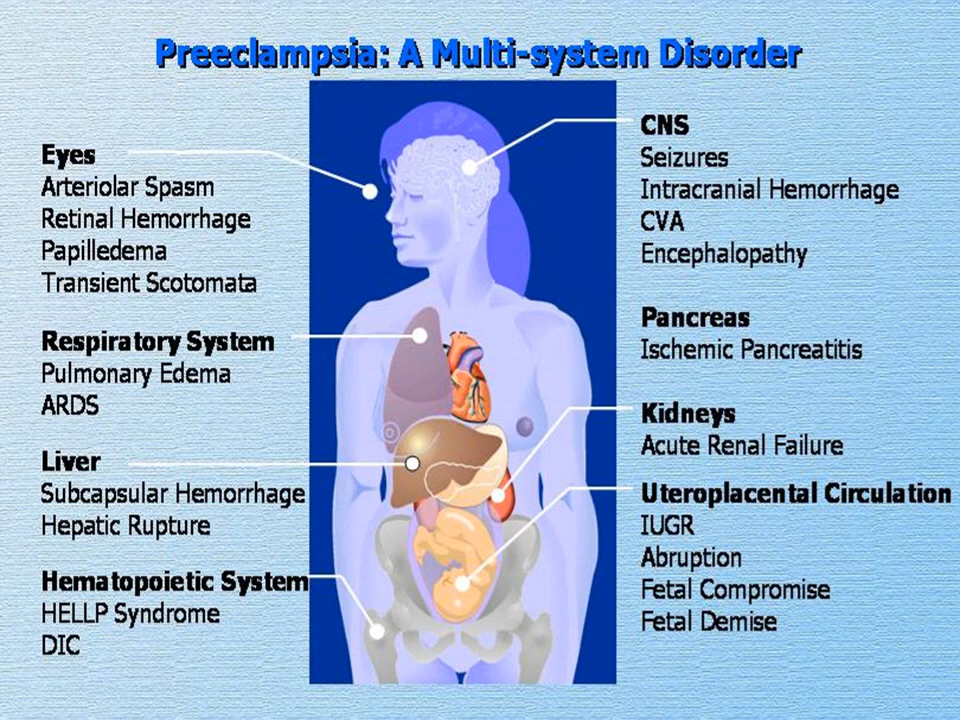 Preeclampsia: A Multi-system Disorder
Eyes
Arteriolar Spasm
Retinal Hemorrhage
Papilledema
Transient Scotomata
Respiratory System
Pulmonary Edema
ARDS
Liver
Subcapsular Hemorrhage
Hepatic Rupture
Hematopoietic System
HELLP Syndrome
DIC
CNS
Seizures
Intracranial Hemorrhage
CVA
Encephalopathy
Pancreas
Ischemic Pancreatitis
Kidneys
Acute Renal Failure
Uteroplacental Circulation
IUGR
Abruption
Fetal Compromise
Fetal Demise